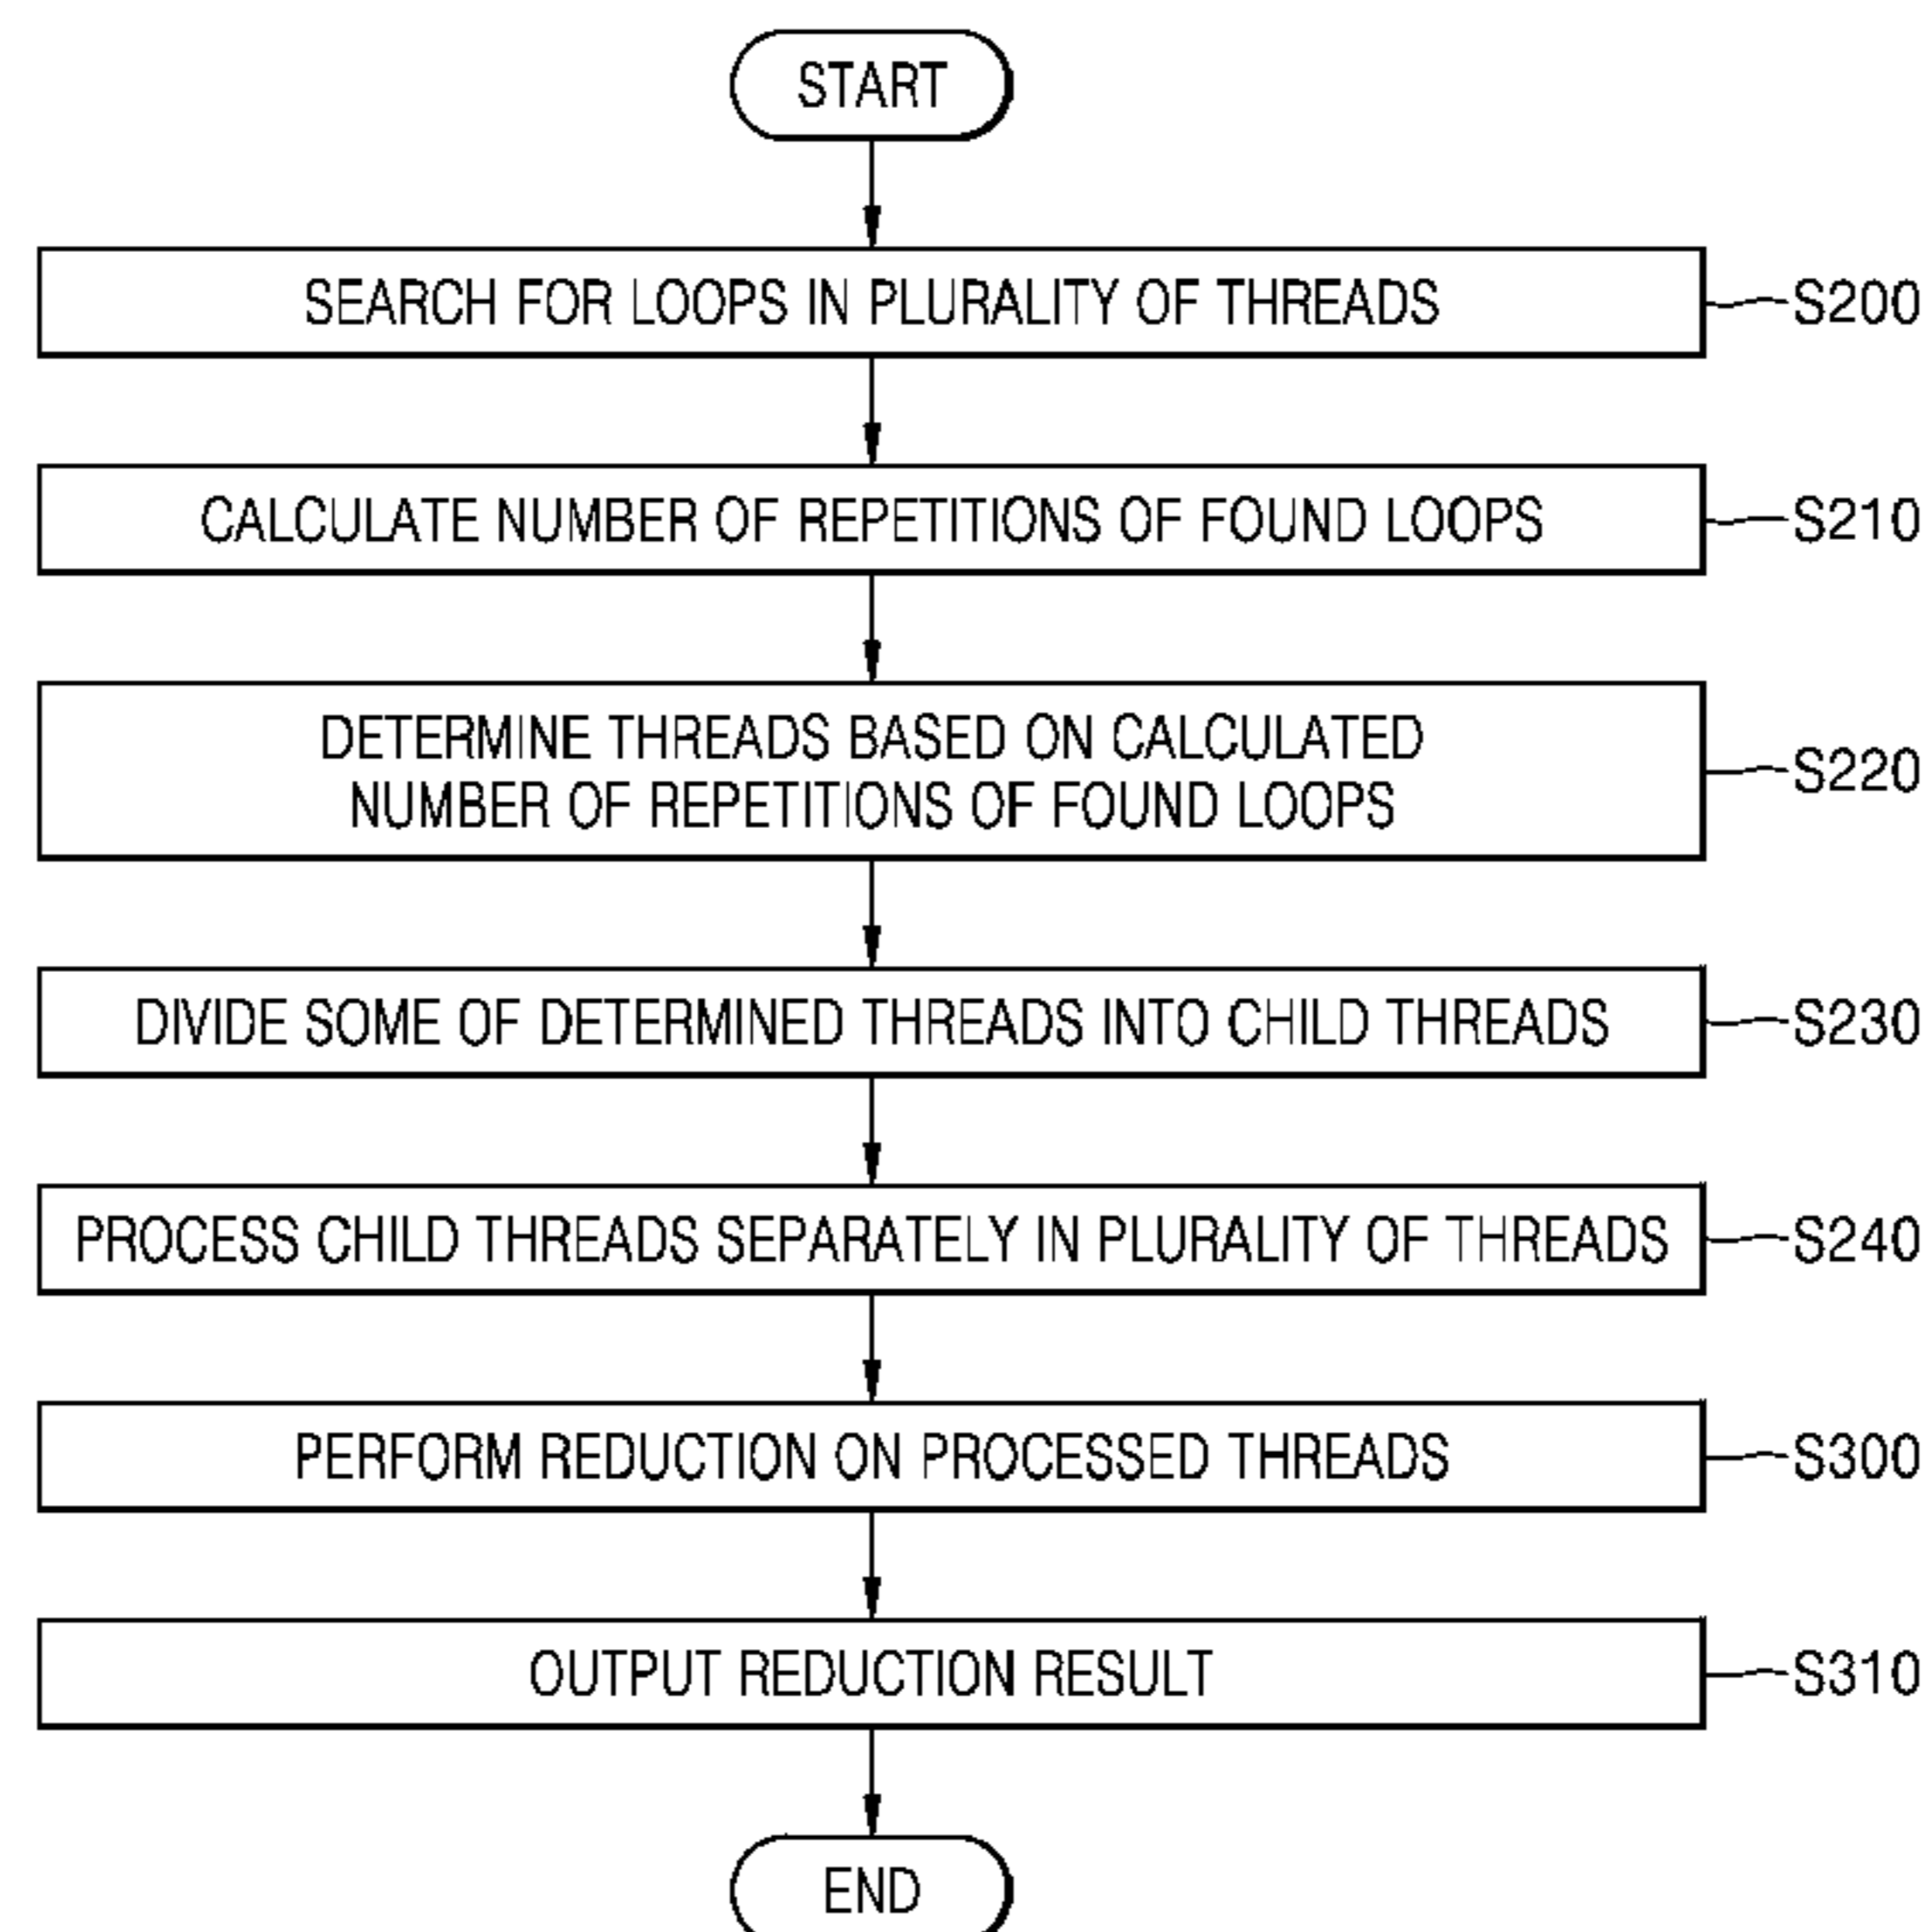 START
SEARCH FOR LOOPS IN PLURALITY OF THREADS
S200
CALCULATE NUMBER OF REPETITIONS OF FOUND LOOPS
S210
DETERMINE THREADS BASED ON CALCULATED
NUMBER OF REPETITIONS OF FOUND LOOPS
S220
DIVIDE SOME OF DETERMINED THREADS INTO CHILD THREADS
S230
PROCESS CHILD THREADS SEPARATELY IN PLURALITY OF THREADS
S240
PERFORM REDUCTION ON PROCESSED THREADS
S300
OUTPUT REDUCTION RESULT
S310
END